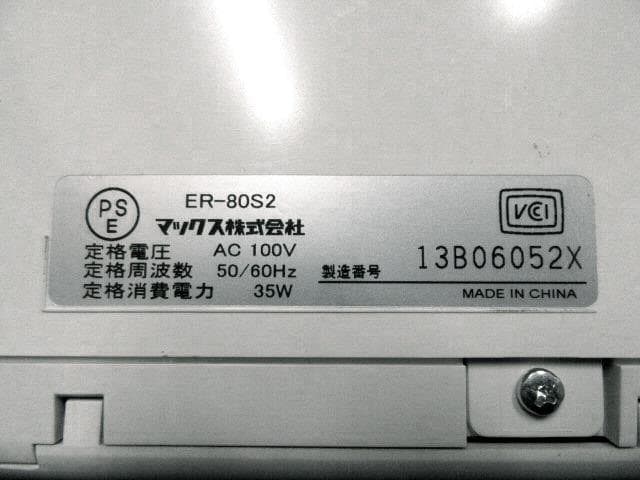 PS
E
ER-80S2
マックス株式会社
定格電圧 AC 100V
定格周波数 50/60Hz
定格消費電力 35W
製造番号 13B06052X
VCI
MADE IN CHINA